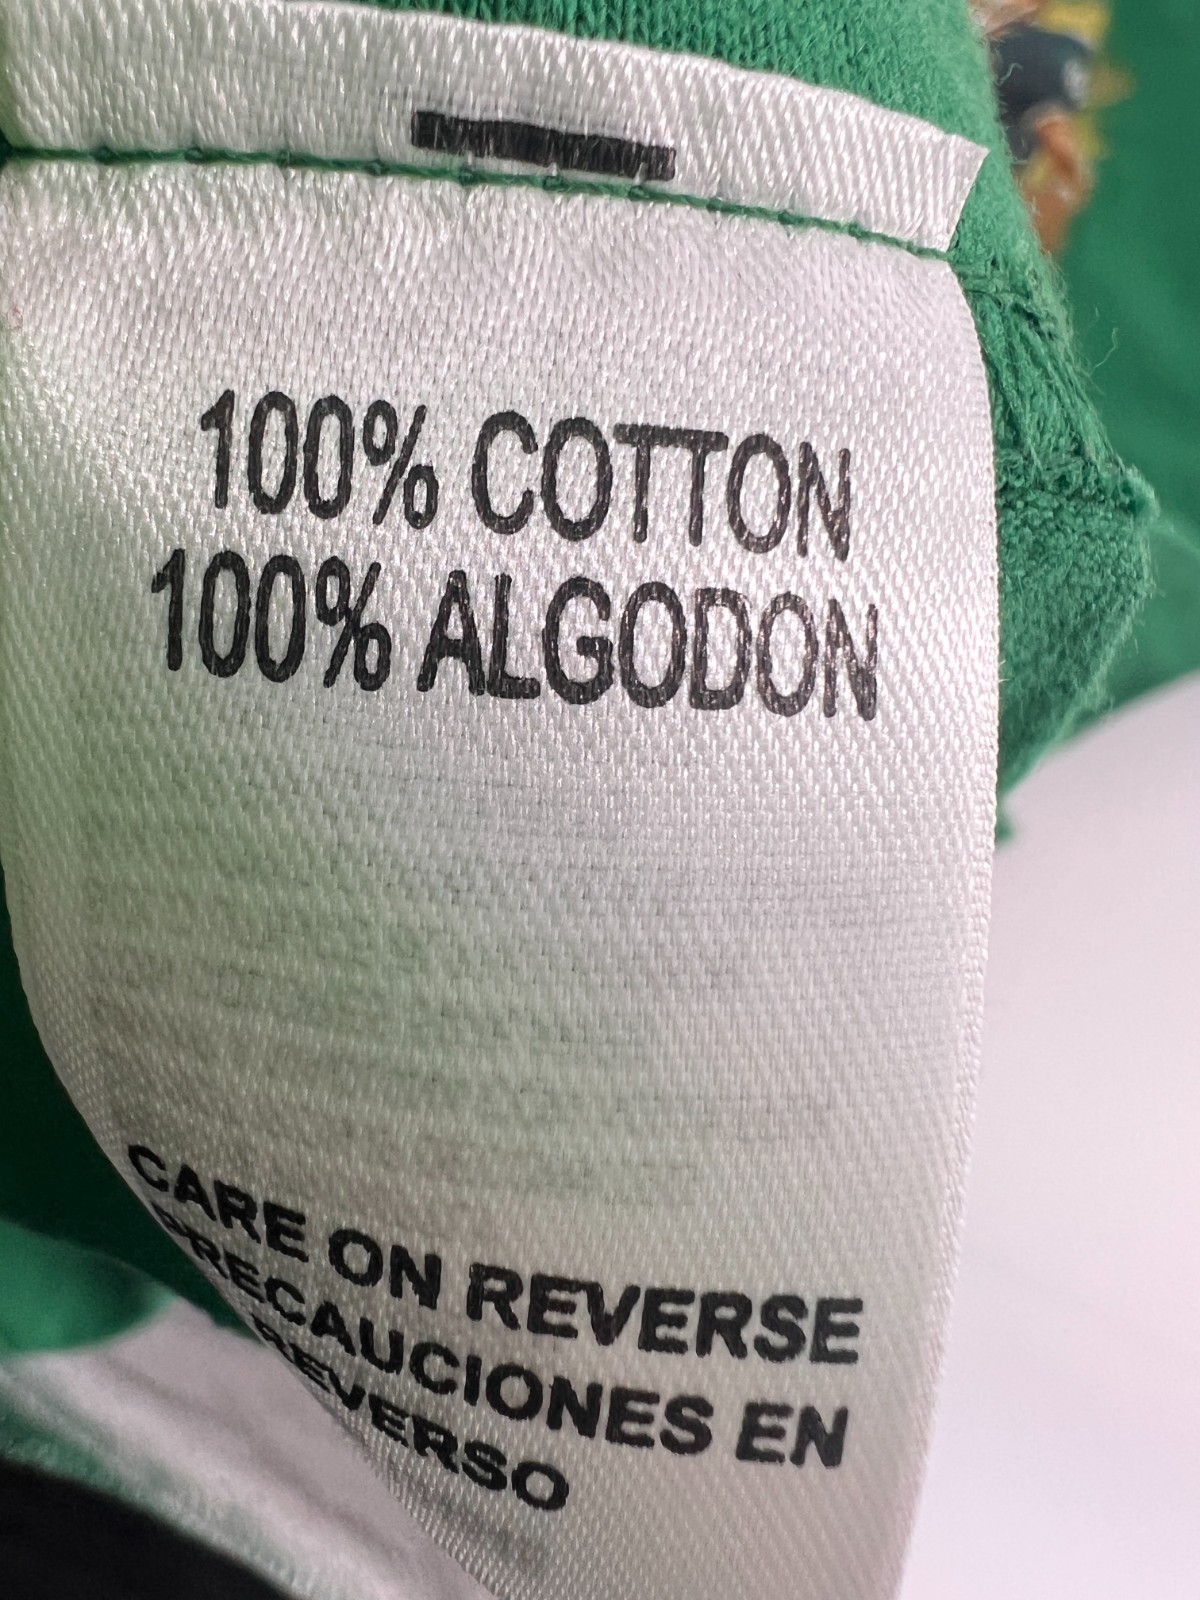 100% COTTON
100% ALGODON
CARE ON REVERSE
PRECAUCIONES EN
REVERSO